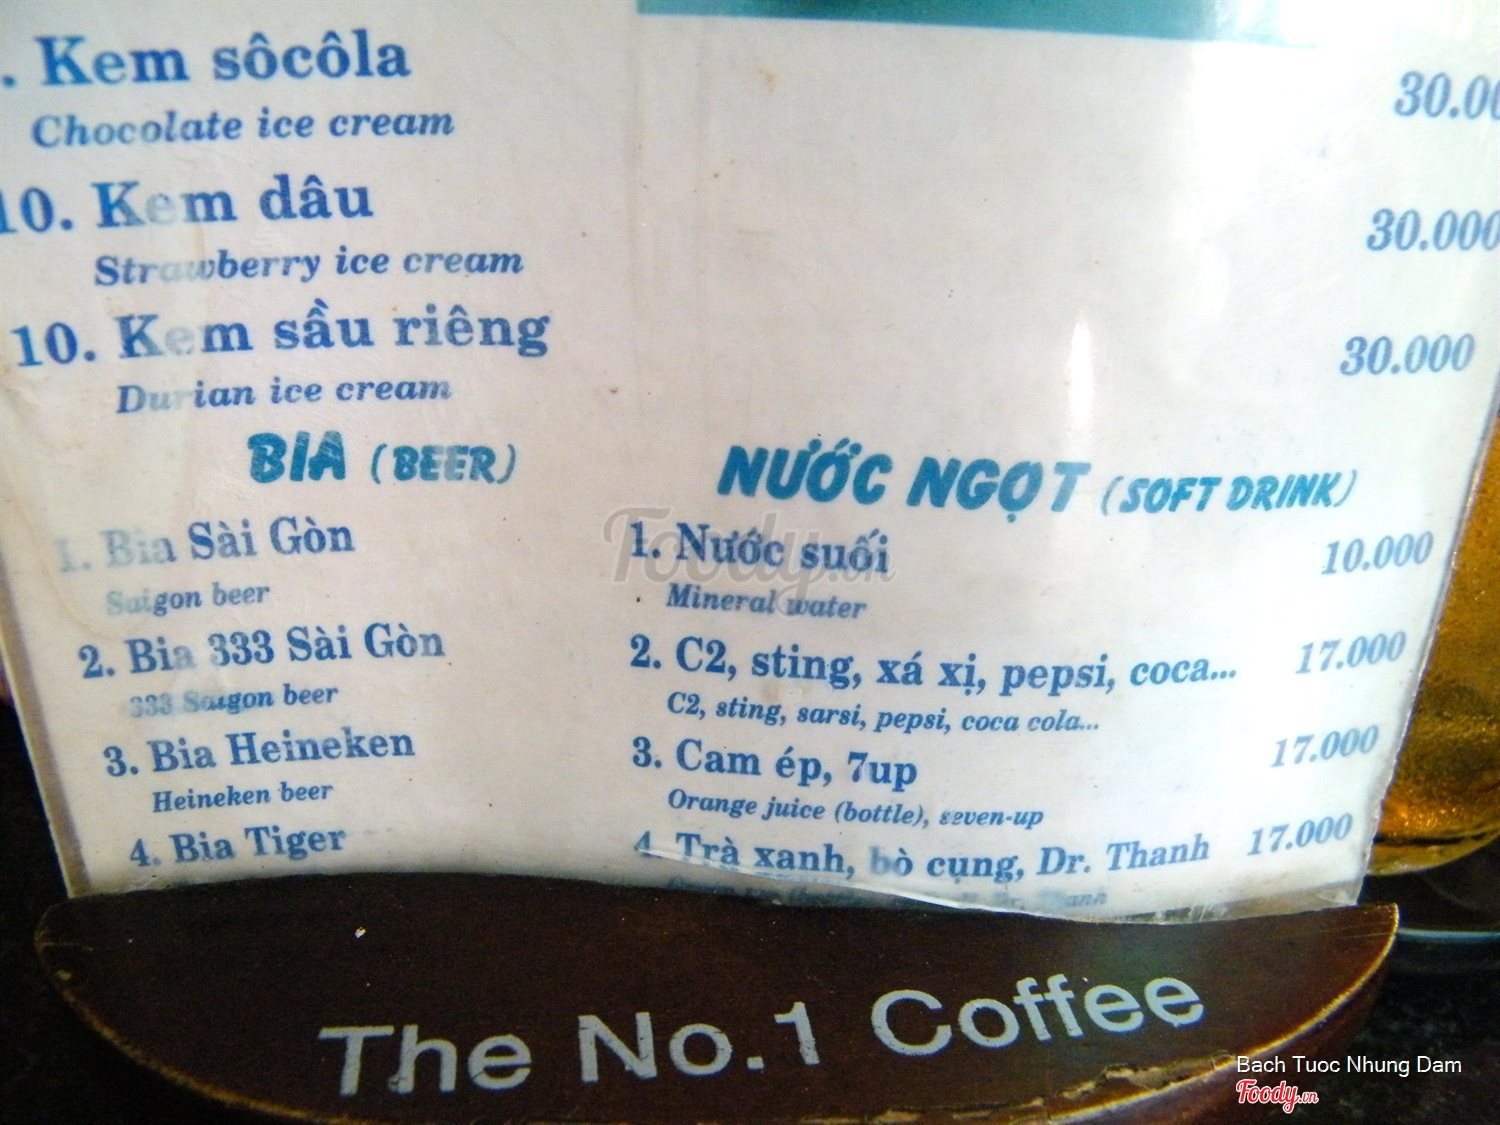 . Kem sôcôla
Chocolate ice cream
30.00
10. Kem dâu
Strawberry ice cream
30.000
10. Kem sầu riêng
Durian ice cream
30.000
BIA (BEER)
1. Bia Sài Gòn
Saigon beer
2. Bia 333 Sài Gòn
333 Saigon beer
3. Bia Heineken
Heineken beer
4. Bia Tiger
NƯỚC NGỌT (SOFT DRINK)
1. Nước suối 10.000
Mineral water
2. C2, sting, xá xị, pepsi, coca... 17.000
C2, sting, sarsi, pepsi, coca cola...
3. Cam ép, 7up 17.000
Orange juice (bottle), seven-up
4. Trà xanh, bò cụng, Dr. Thanh 17.000
Foody.vn
The No.1 Coffee
Bach Tuoc Nhung Dam
Foody.vn